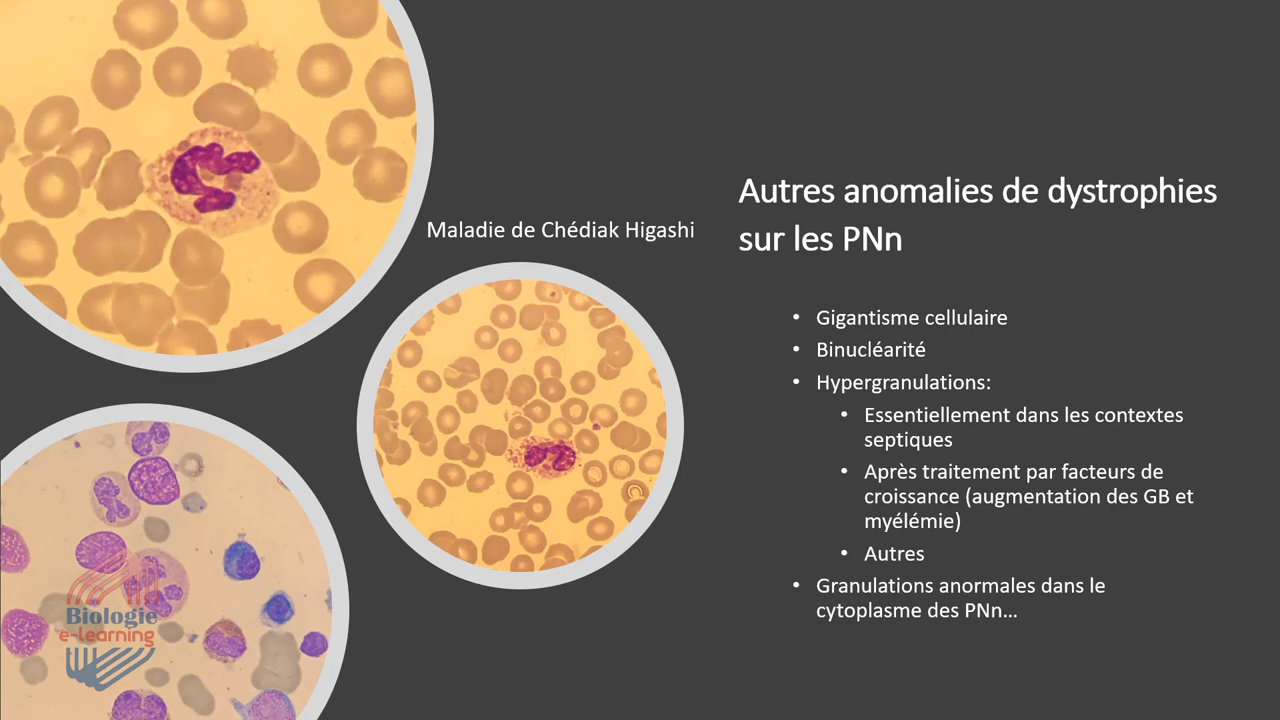 Maladie de Chédiak Higashi
Autres anomalies de dystrophies
sur les PNn
• Gigantisme cellulaire
• Binucléarité
• Hypergranulations:
• Essentiellement dans les contextes
septiques
• Après traitement par facteurs de
croissance (augmentation des GB et
myélémie)
• Autres
• Granulations anormales dans le
cytoplasme des PNn...
Biologie
e-learning